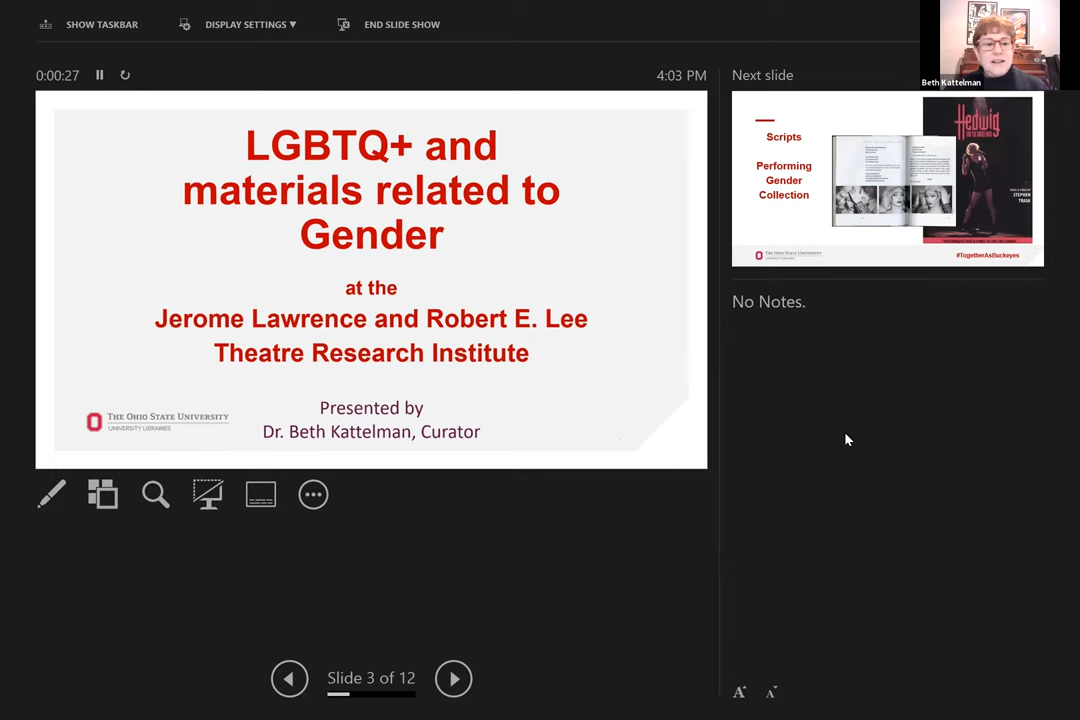 SHOW TASKBAR
DISPLAY SETTINGS ▼
END SLIDE SHOW
0:00:27
4:03 PM
LGBTQ+ and
materials related to
Gender
at the
Jerome Lawrence and Robert E. Lee
Theatre Research Institute
THE OHIO STATE UNIVERSITY
UNIVERSITY LIBRARIES
Presented by
Dr. Beth Kattelman, Curator
Slide 3 of 12
Next slide
Beth Kattelman
Scripts
Performing
Gender
Collection
Hedwig
STEPHEN
TRASK
THE OHIO STATE UNIVERSITY
#TogetherAsBuckeyes
No Notes.
A A